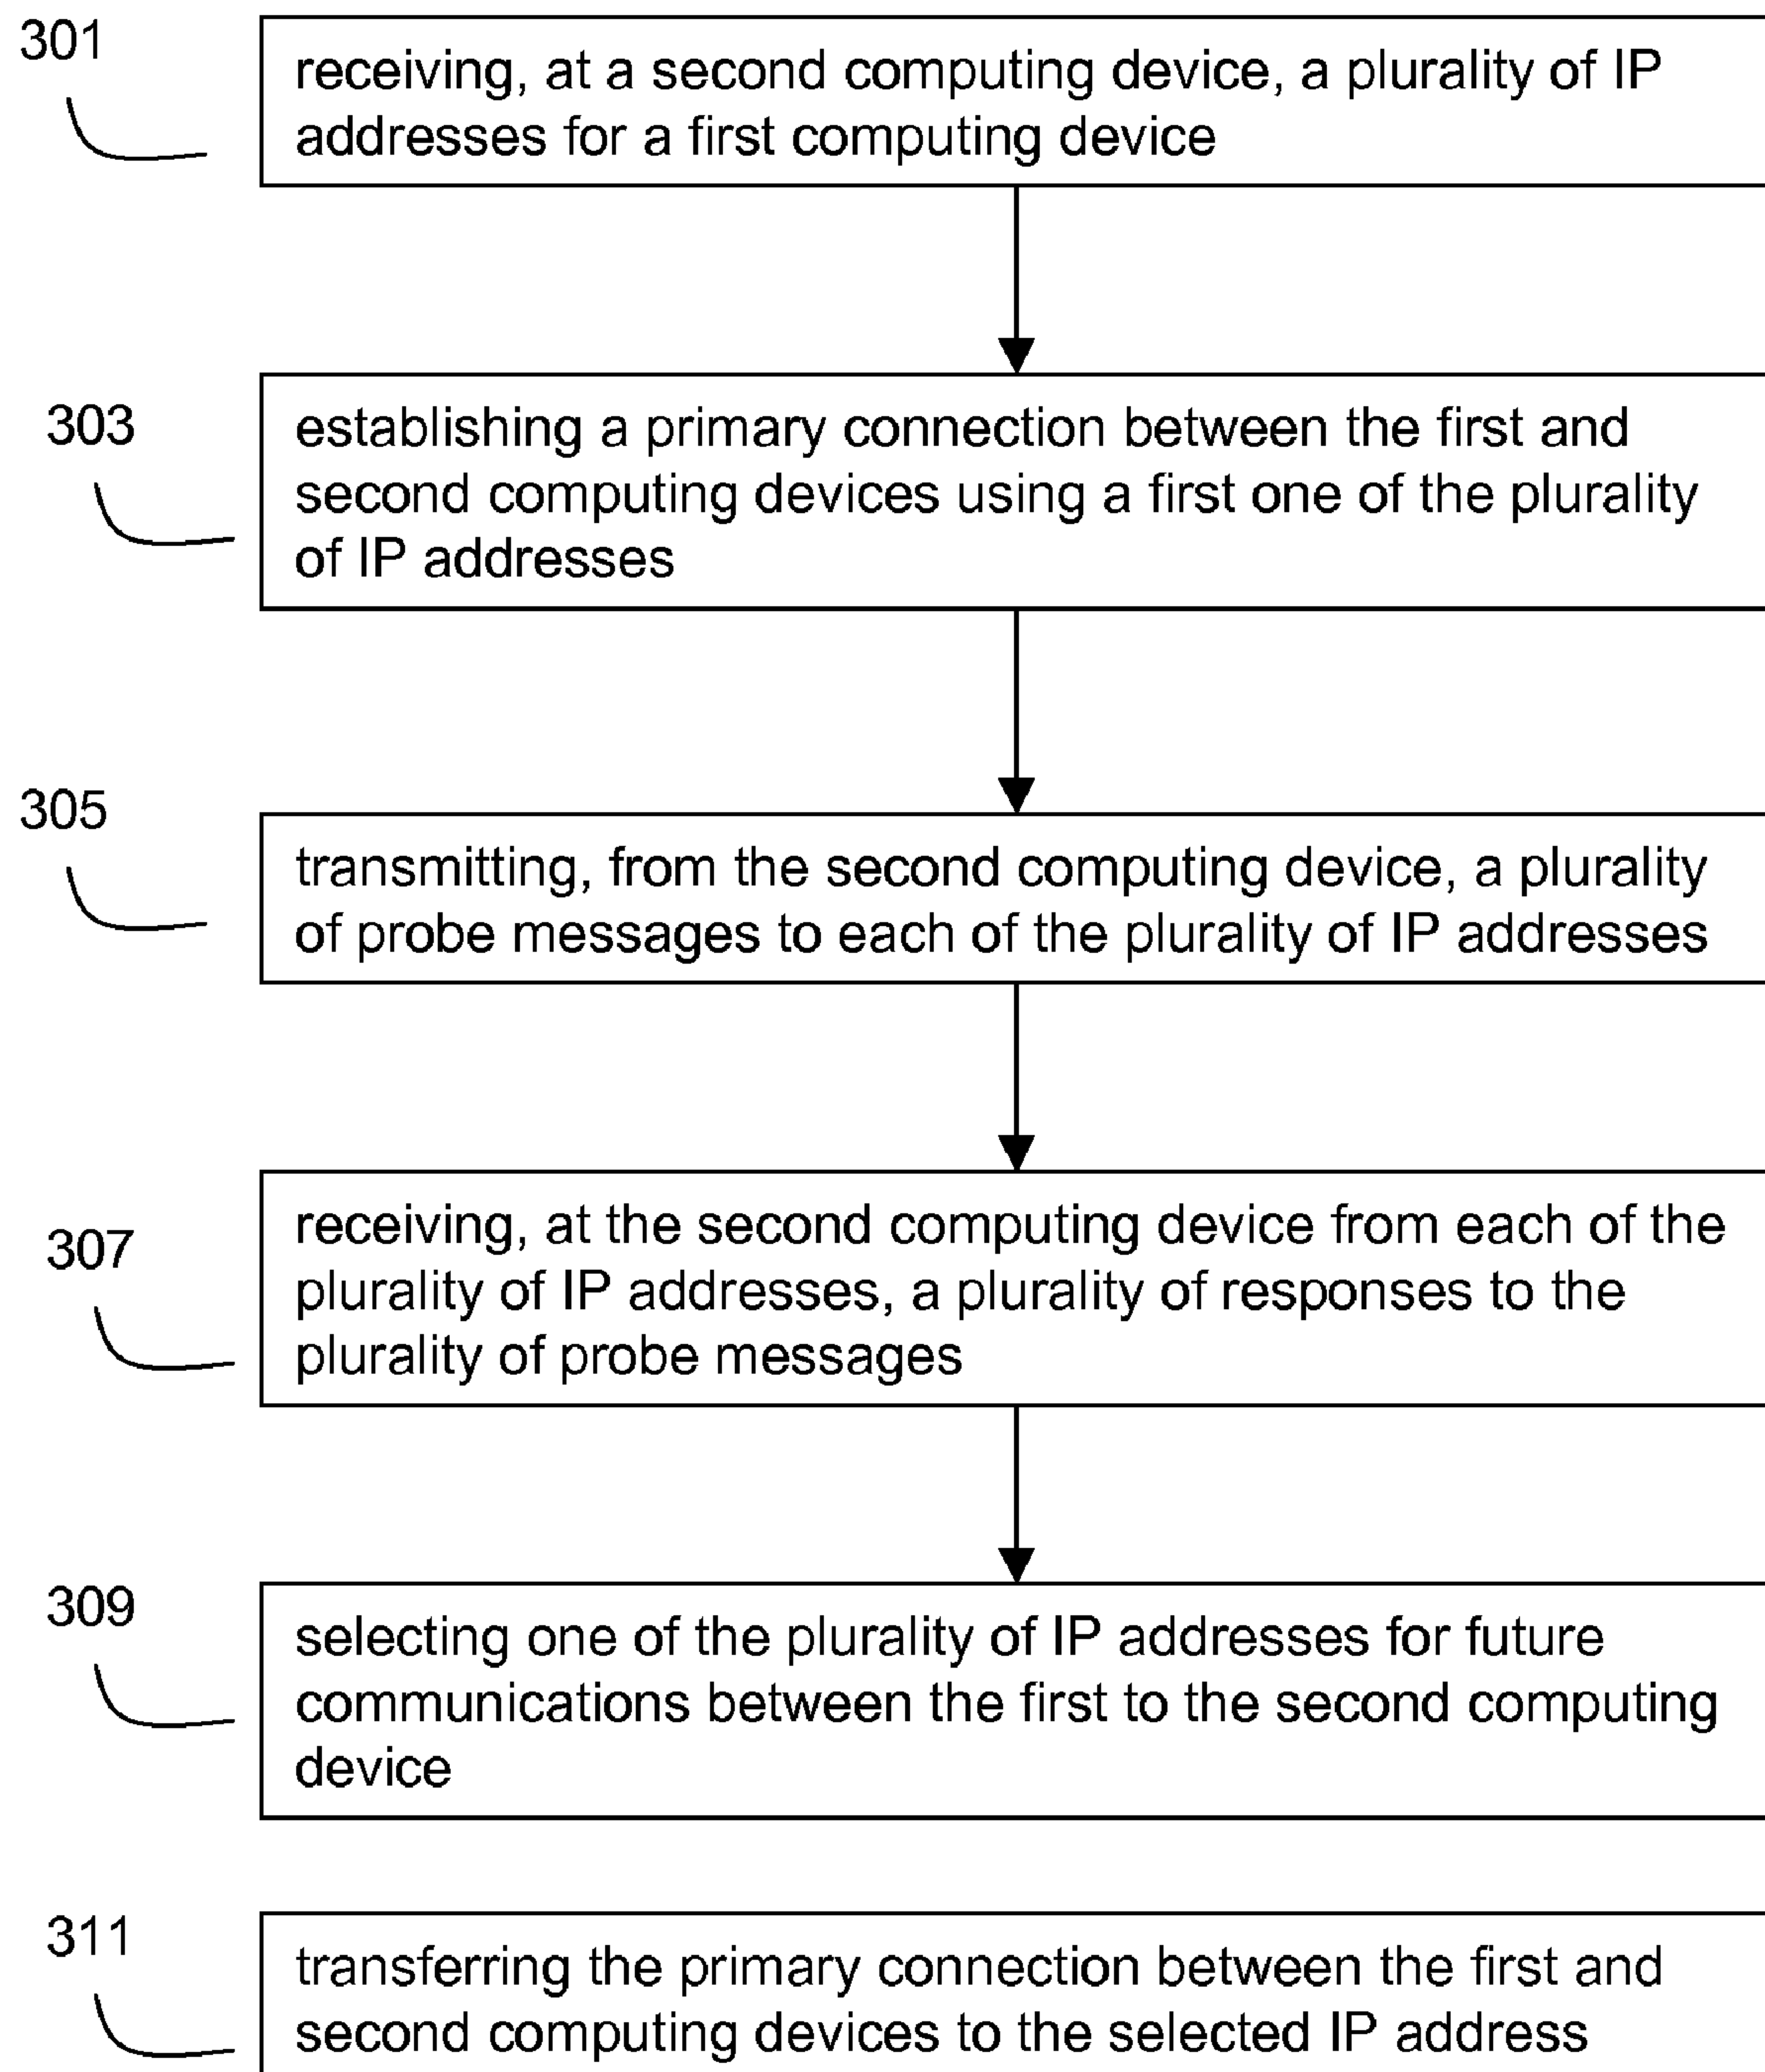 301
receiving, at a second computing device, a plurality of IP
addresses for a first computing device
303
establishing a primary connection between the first and
second computing devices using a first one of the plurality
of IP addresses
305
transmitting, from the second computing device, a plurality
of probe messages to each of the plurality of IP addresses
307
receiving, at the second computing device from each of the
plurality of IP addresses, a plurality of responses to the
plurality of probe messages
309
selecting one of the plurality of IP addresses for future
communications between the first to the second computing
device
311
transferring the primary connection between the first and
second computing devices to the selected IP address